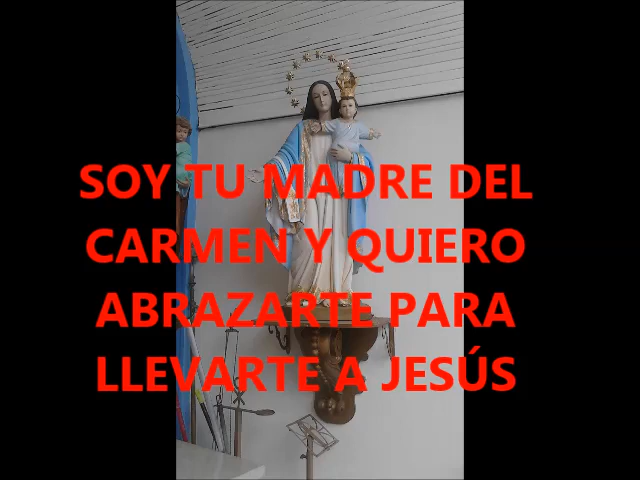 SOY TU MADRE DEL
CARMEN Y QUIERO
ABRAZARTE PARA
LLEVARTE A JESÚS